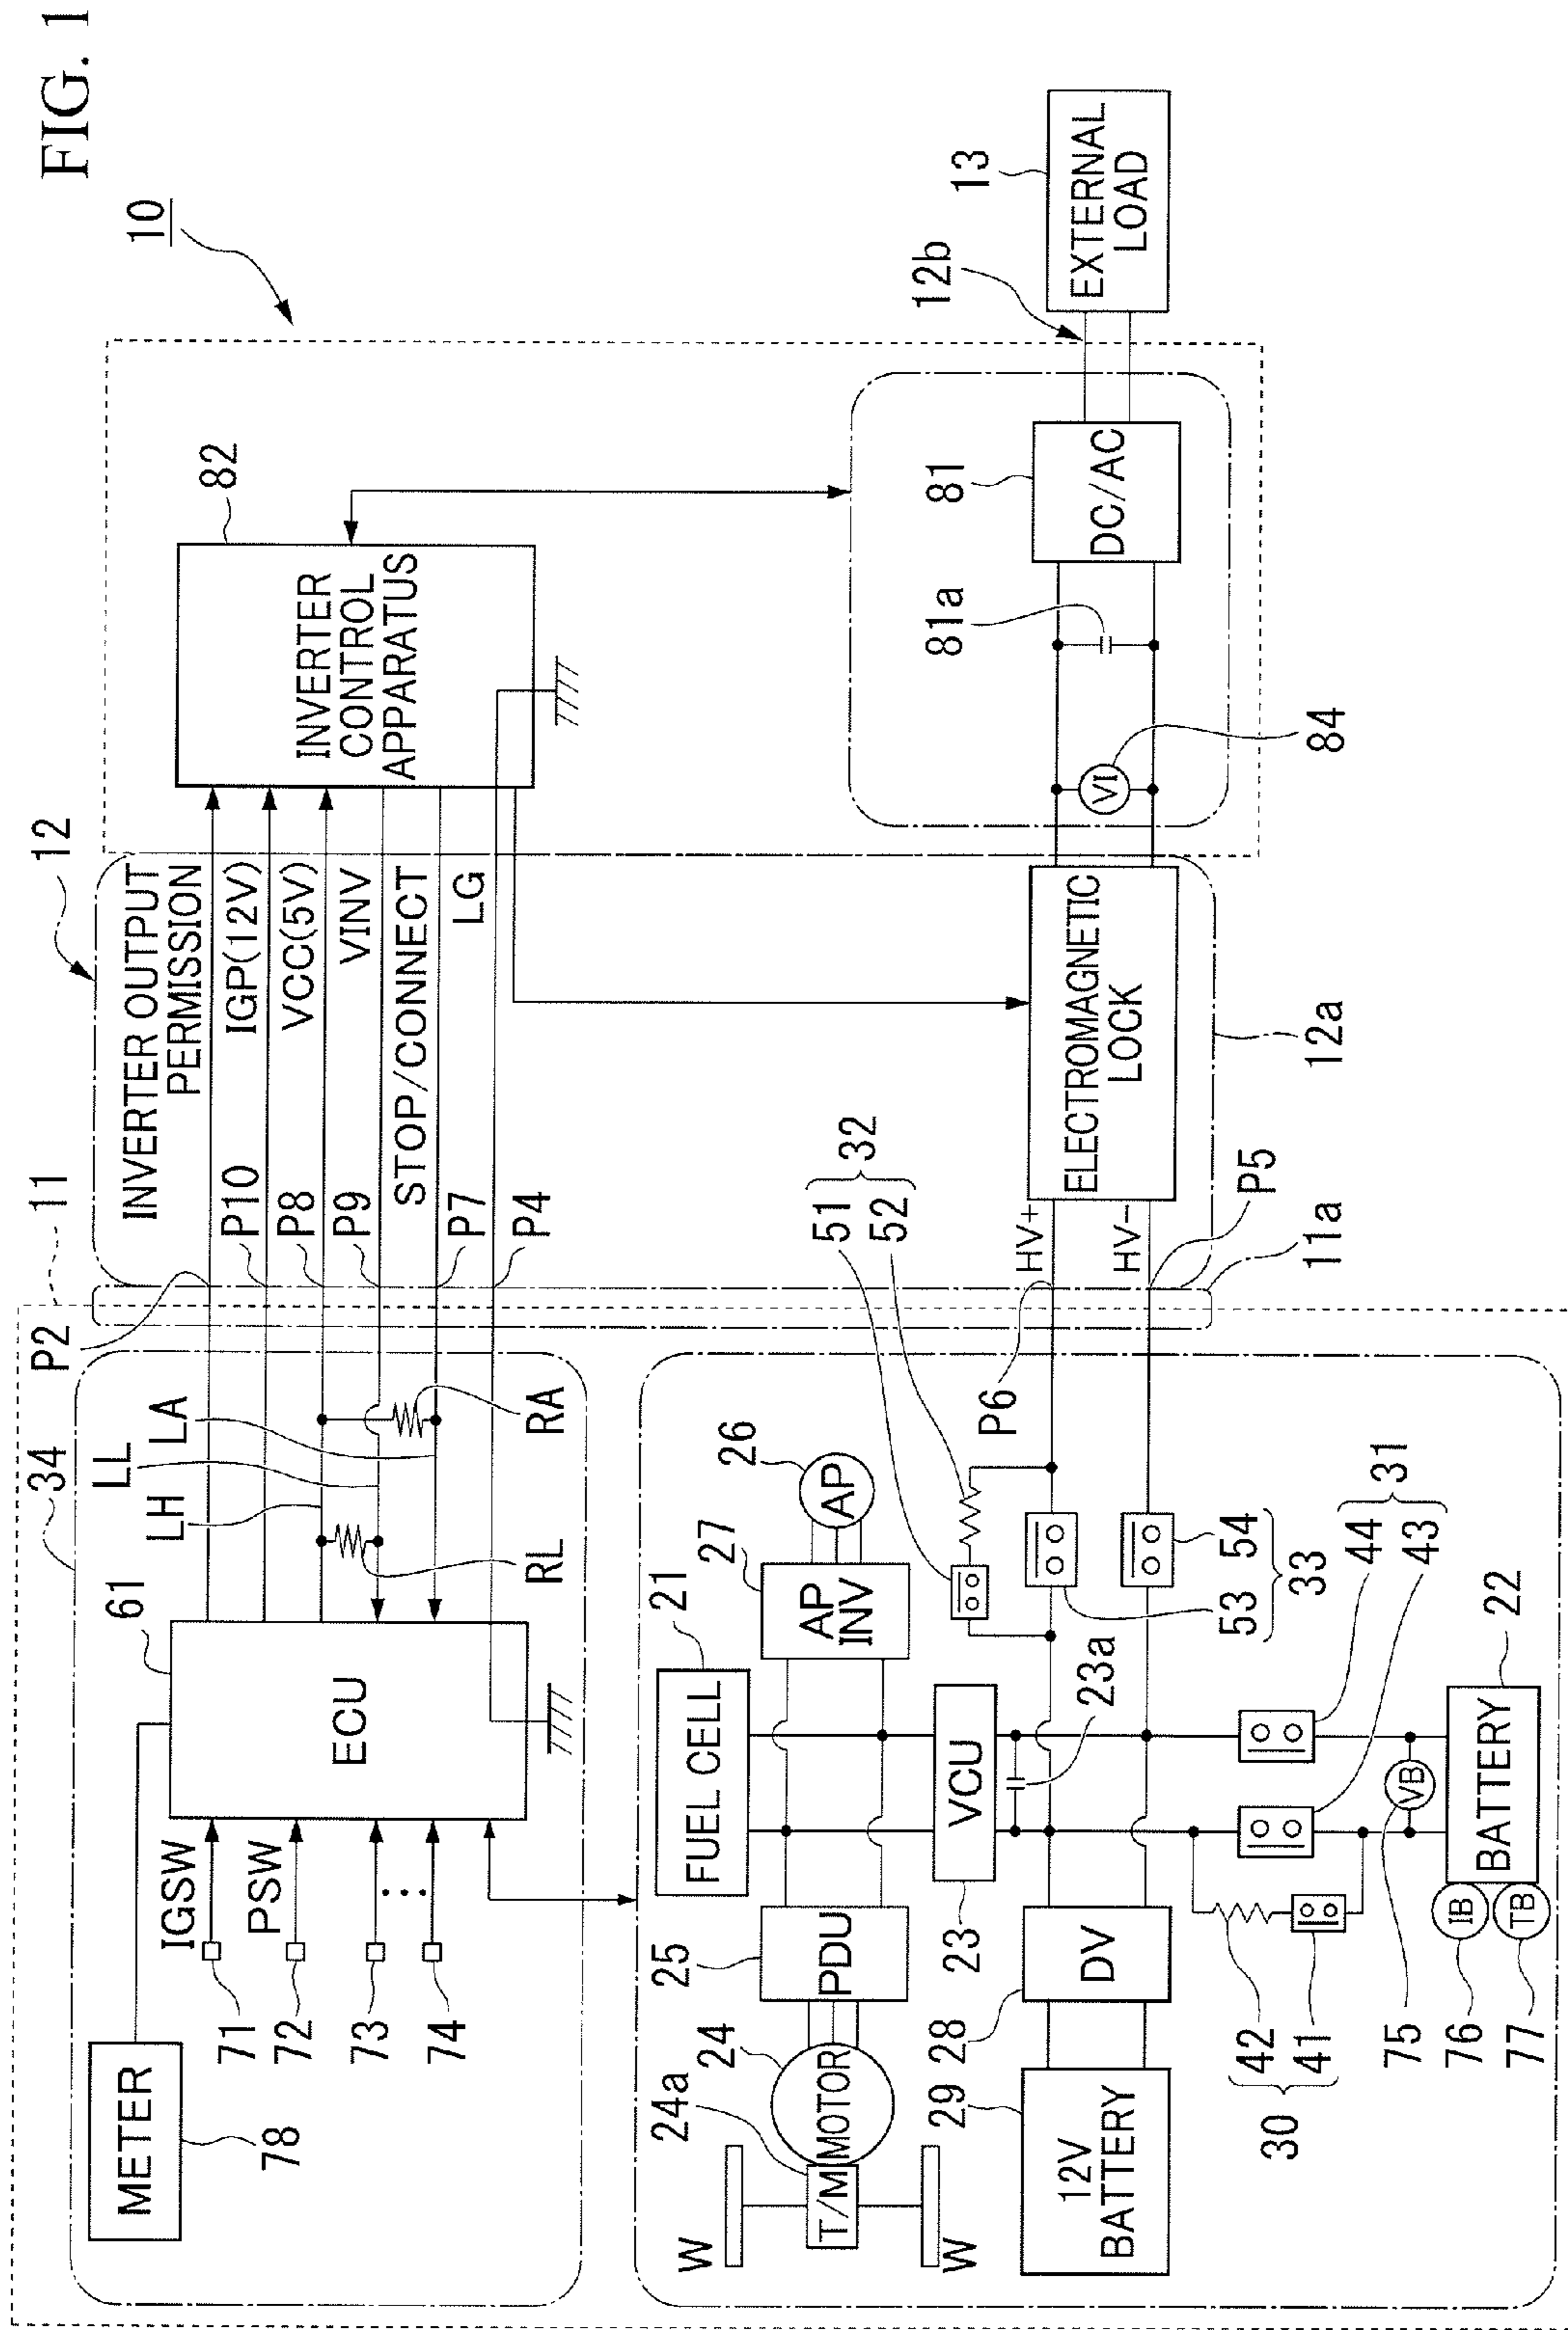 FIG. 1
10
11
12
34
METER
78
IGSW
71
PSW
72
73
...
74
ECU
61
LH
LL
LA
RL
RA
P2
P10
P8
P9
P7
P4
INVERTER OUTPUT
PERMISSION
IGP(12V)
VCC(5V)
VINV
STOP/CONNECT
LG
INVERTER
CONTROL
APPARATUS
82
W
W
T/M
24a
MOTOR
24
PDU
25
FUEL CELL
21
AP
INV
27
AP
26
VCU
23
23a
12V
BATTERY
29
DV
28
51
52
32
53
54
33
P6
P5
HV+
HV-
11a
ELECTROMAGNETIC
LOCK
12a
VI
84
81a
DC/AC
81
12b
EXTERNAL
LOAD
13
42
41
30
44
43
31
VB
75
IB
76
TB
77
BATTERY
22